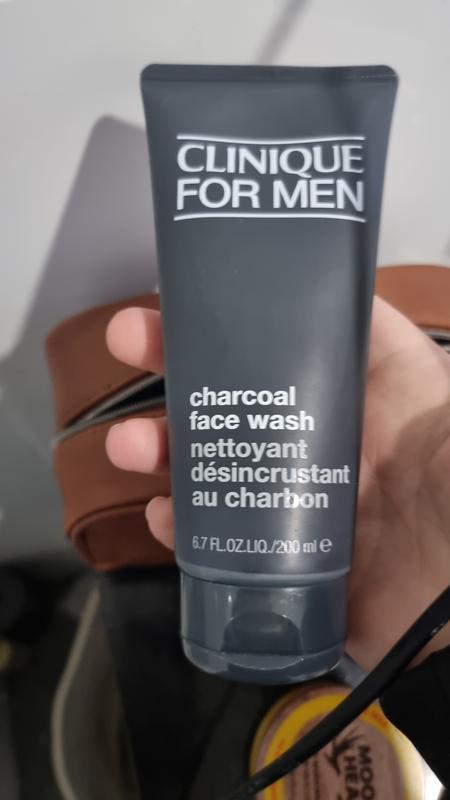 CLINIQUE
FOR MEN
charcoal
face wash
nettoyant
désincrustant
au charbon
6.7 FL.OZ.LIQ./200 ml ℮